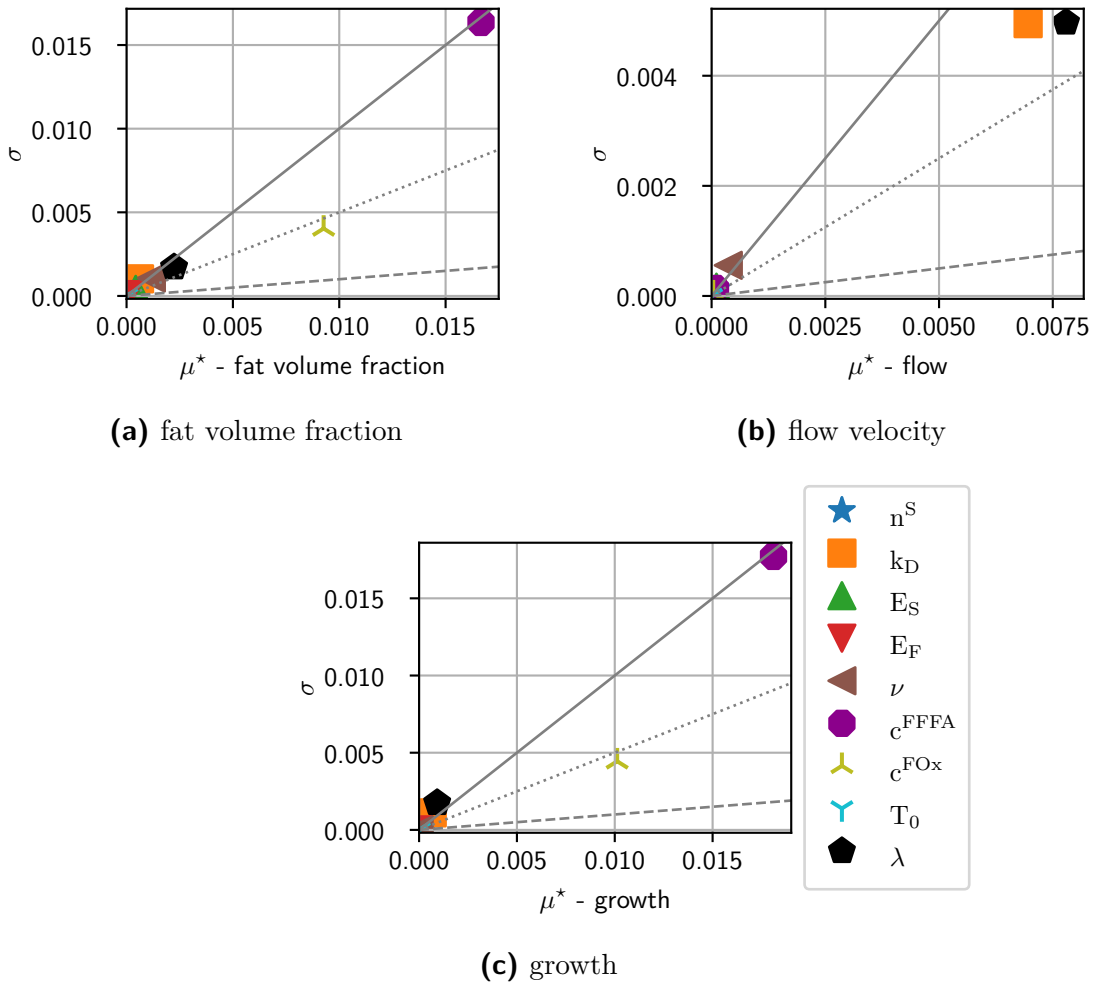 0.015
0.010
0.005
0.000
σ
0.000 0.005 0.010 0.015
μ* - fat volume fraction
(a) fat volume fraction
0.004
0.002
0.000
σ
0.0000 0.0025 0.0050 0.0075
μ* - flow
(b) flow velocity
0.015
0.010
0.005
0.000
σ
0.000 0.005 0.010 0.015
μ* - growth
n^S
k_D
E_S
E_F
ν
c^FFFA
c^FOx
T_0
λ
(c) growth